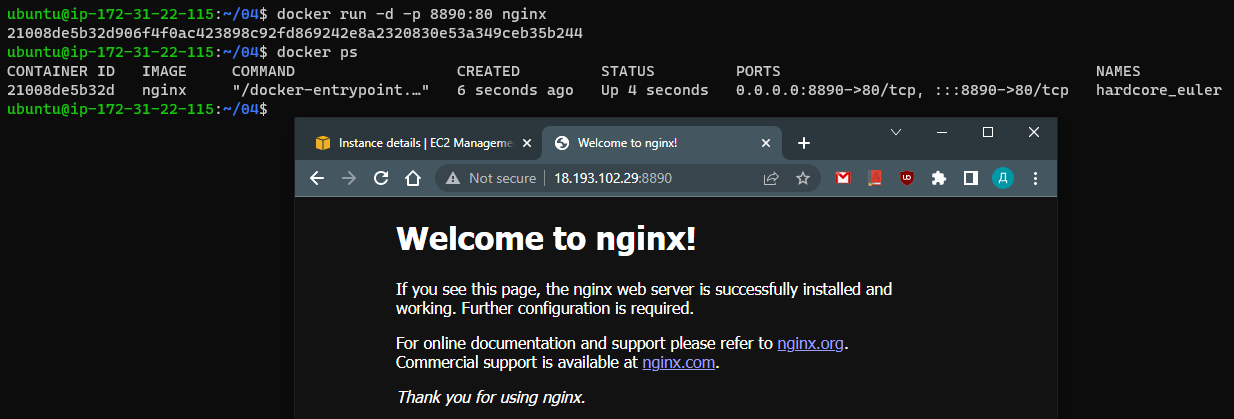 ubuntu@ip-172-31-22-115:~/04$ docker run -d -p 8890:80 nginx
21008de5b32d906f4f0ac423898c92fd869242e8a2320830e53a349ceb35b244
ubuntu@ip-172-31-22-115:~/04$ docker ps
CONTAINER ID   IMAGE     COMMAND                  CREATED         STATUS         PORTS                                   NAMES
21008de5b32d   nginx     "/docker-entrypoint.…"   6 seconds ago   Up 4 seconds   0.0.0.0:8890->80/tcp, :::8890->80/tcp   hardcore_euler
ubuntu@ip-172-31-22-115:~/04$
Instance details | EC2 Manageme
Welcome to nginx!
Not secure | 18.193.102.29:8890
Д
Welcome to nginx!
If you see this page, the nginx web server is successfully installed and
working. Further configuration is required.
For online documentation and support please refer to nginx.org.
Commercial support is available at nginx.com.
Thank you for using nginx.